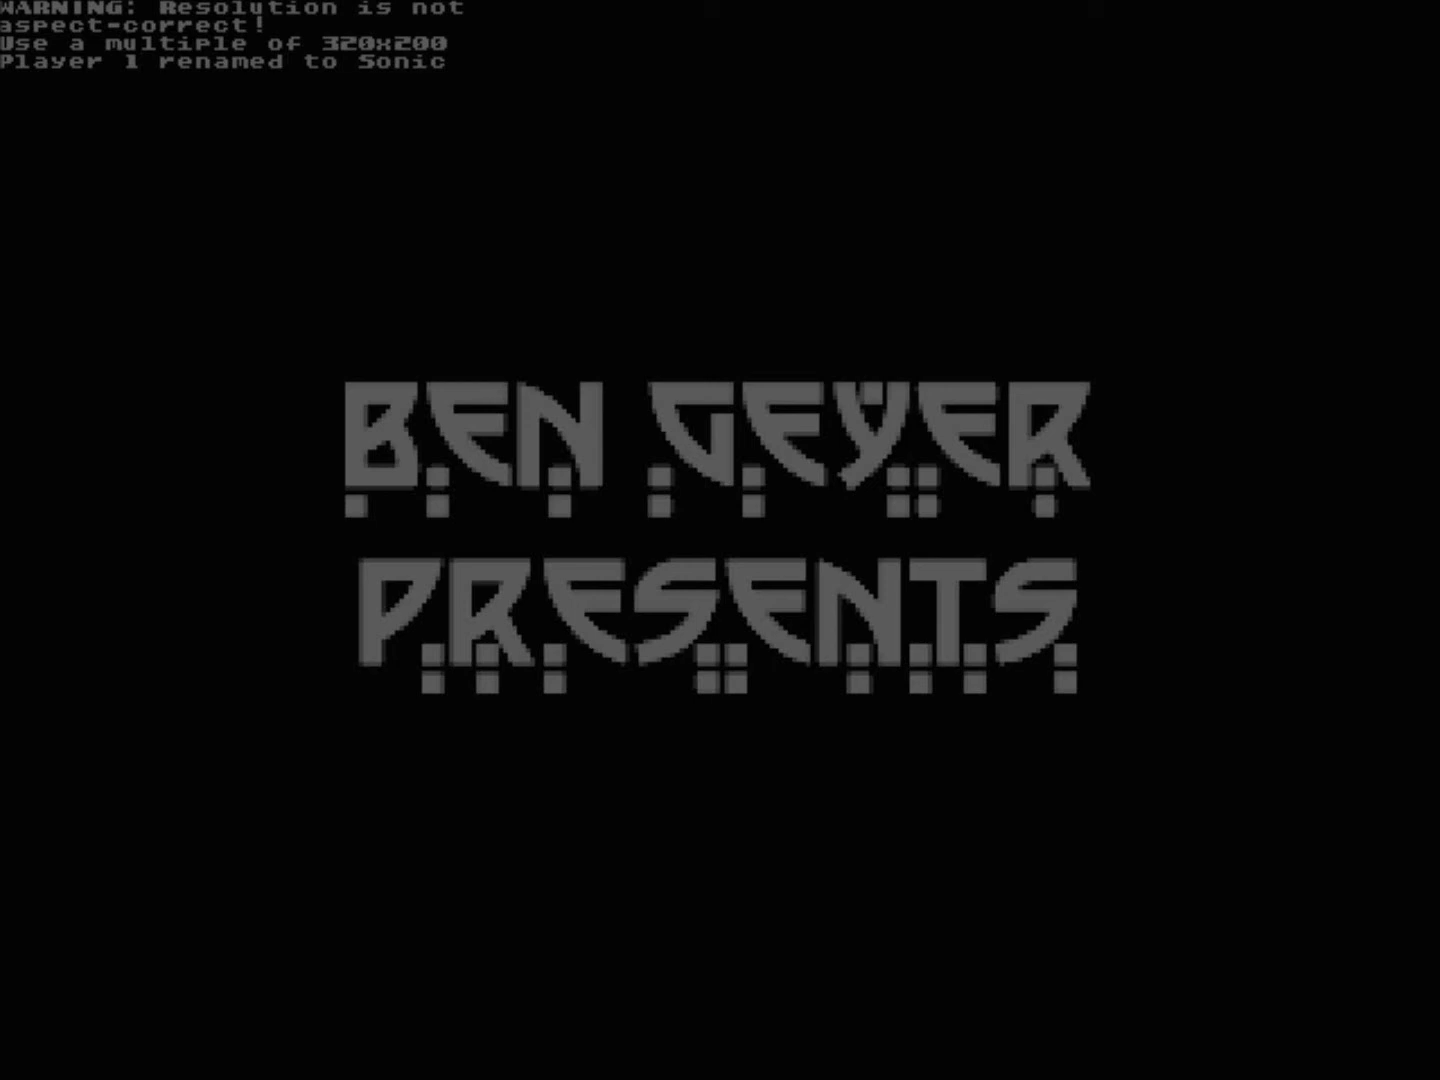 WARNING: Resolution is not
aspect-correct!
Use a multiple of 320x200
Player 1 renamed to Sonic
BEN GEYER
PRESENTS